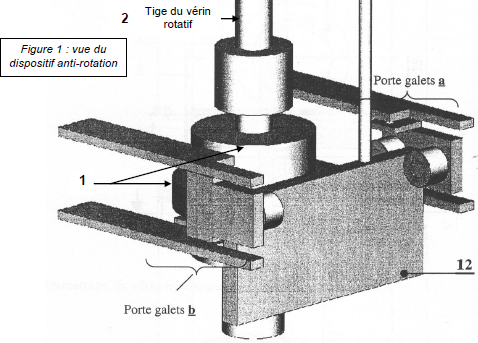 2
Tige du vérin
rotatif
Figure 1 : vue du
dispositif anti-rotation
Porte galets a
1
12
Porte galets b